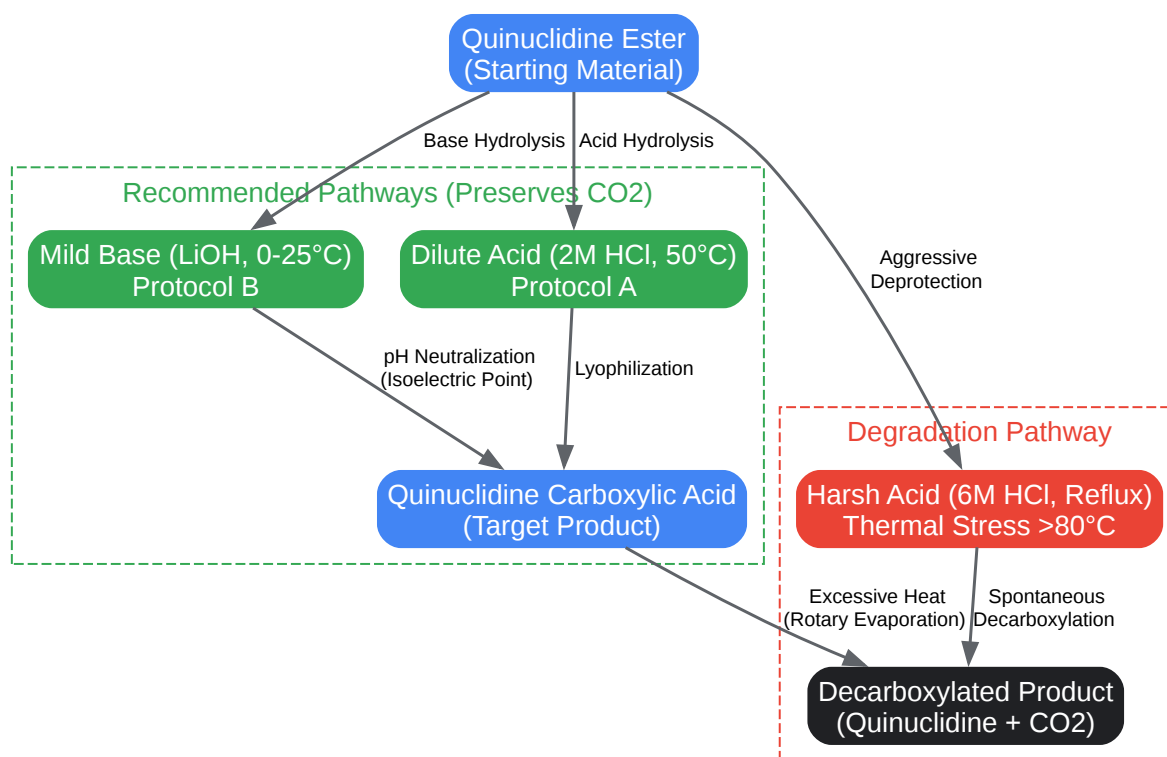 Quinuclidine Ester
(Starting Material)
Base Hydrolysis
Acid Hydrolysis
Recommended Pathways (Preserves CO2)
Mild Base (LiOH, 0-25°C)
Protocol B
Dilute Acid (2M HCl, 50°C)
Protocol A
Aggressive
Deprotection
pH Neutralization
(Isoelectric Point)
Lyophilization
Degradation Pathway
Quinuclidine Carboxylic Acid
(Target Product)
Harsh Acid (6M HCl, Reflux)
Thermal Stress >80°C
Excessive Heat
(Rotary Evaporation)
Spontaneous
Decarboxylation
Decarboxylated Product
(Quinuclidine + CO2)